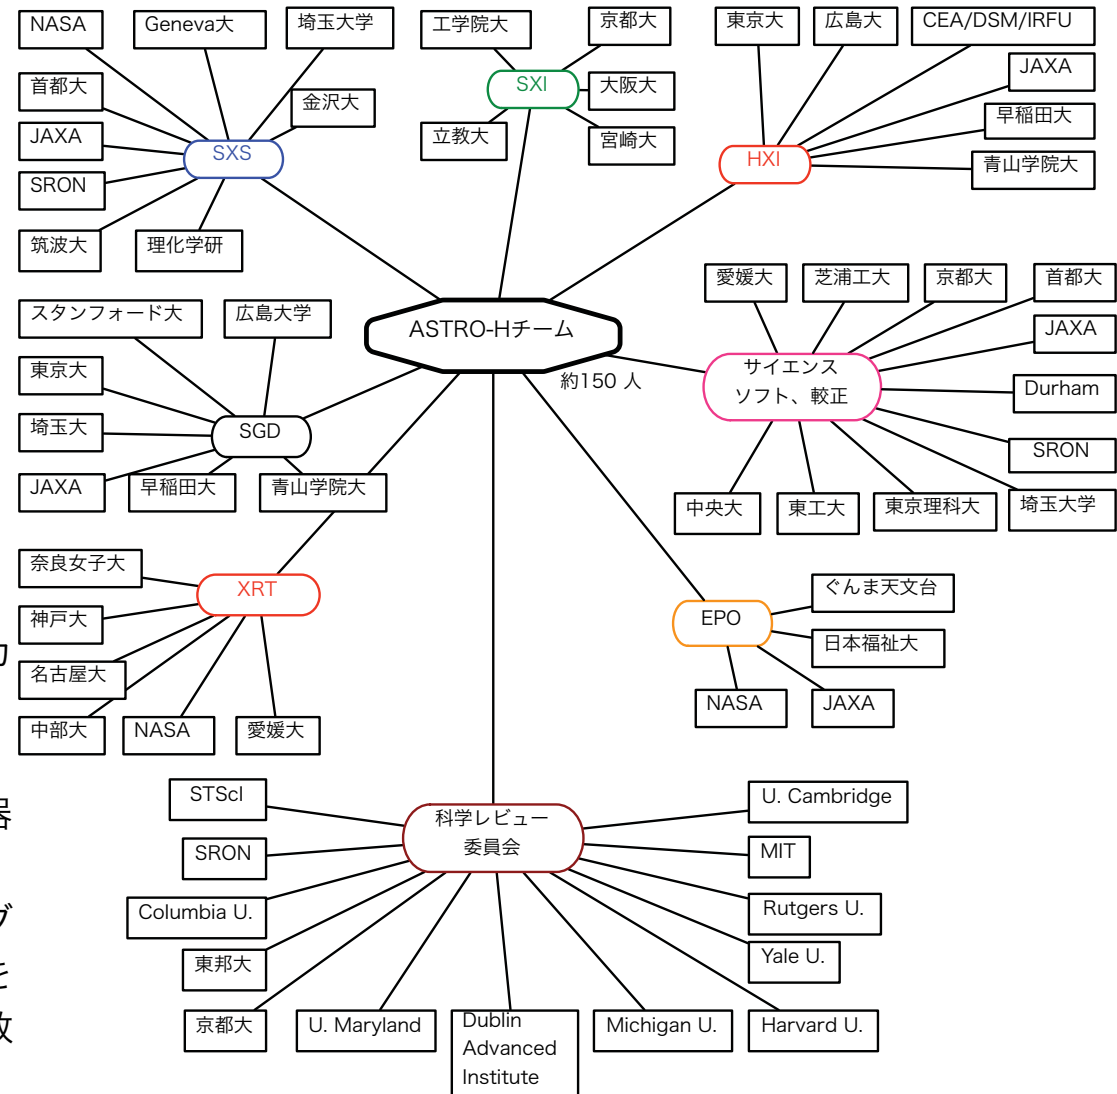 NASA
Geneva大
埼玉大学
首都大
金沢大
JAXA
SXS
SRON
筑波大
理化学研
工学院大
京都大
SXI
大阪大
立教大
宮崎大
東京大
広島大
CEA/DSM/IRFU
JAXA
早稲田大
HXI
青山学院大
ASTRO-Hチーム
約150 人
スタンフォード大
広島大学
東京大
埼玉大
SGD
JAXA
早稲田大
青山学院大
愛媛大
芝浦工大
京都大
首都大
JAXA
サイエンス
ソフト、較正
Durham
SRON
中央大
東工大
東京理科大
埼玉大学
奈良女子大
XRT
神戸大
名古屋大
中部大
NASA
愛媛大
ぐんま天文台
EPO
日本福祉大
NASA
JAXA
STScI
科学レビュー
委員会
U. Cambridge
SRON
MIT
Columbia U.
Rutgers U.
東邦大
Yale U.
京都大
U. Maryland
Dublin
Advanced
Institute
Michigan U.
Harvard U.
器